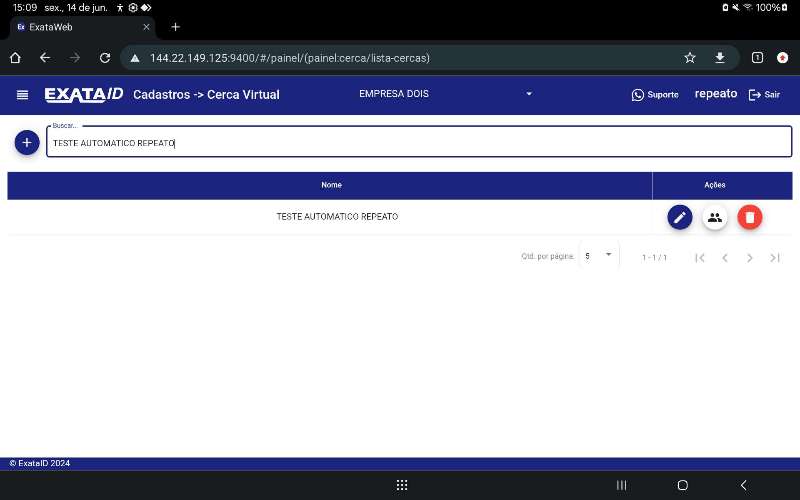 15:09 sex., 14 de jun. 100%
Ex ExataWeb
144.22.149.125:9400/#/painel/(painel:cerca/lista-cercas) 1
EXATAID Cadastros -> Cerca Virtual EMPRESA DOIS Suporte repeato Sair
Buscar...
TESTE AUTOMATICO REPEATO
Nome Ações
TESTE AUTOMATICO REPEATO
Qtd. por página: 5 1 - 1 / 1
© ExataID 2024